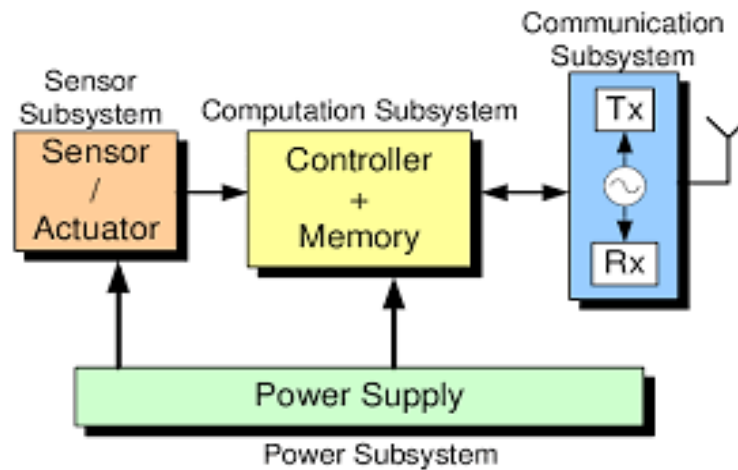 Communication
Subsystem
Sensor
Subsystem
Computation Subsystem
Sensor
/
Actuator
Controller
+
Memory
Tx
Rx
Power Supply
Power Subsystem